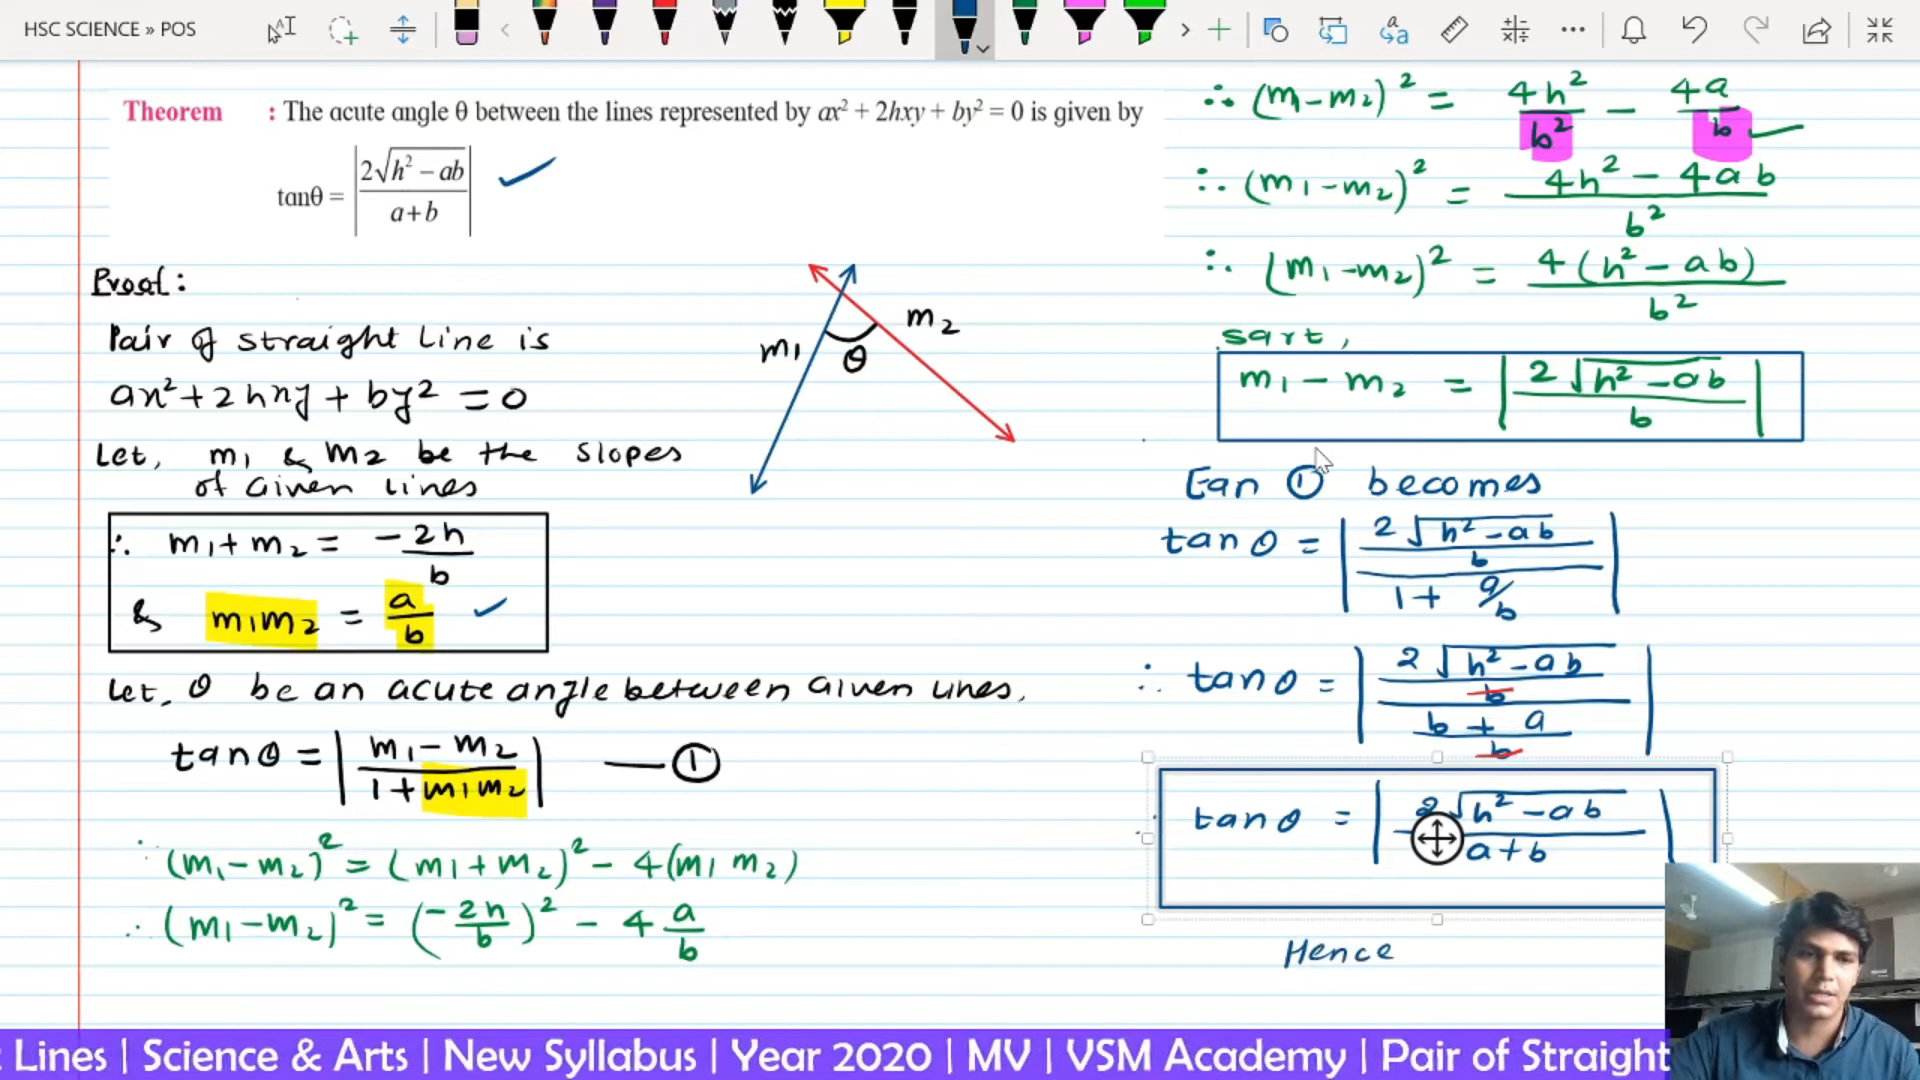 HSC SCIENCE » POS
Theorem : The acute angle θ between the lines represented by ax² + 2hxy + by² = 0 is given by
tanθ = |2√(h² – ab) / (a+b)|
Proof:
Pair of straight Line is
ax² + 2hxy + by² = 0
Let, m₁ & m₂ be the slopes
of Given lines
∴ m₁ + m₂ = -2h/b
& m₁m₂ = a/b
Let, θ be an acute angle between Given Lines,
tanθ = |(m₁ - m₂) / (1 + m₁m₂)| — ①
∴ (m₁ - m₂)² = (m₁ + m₂)² - 4(m₁ m₂)
∴ (m₁ - m₂)² = (-2h/b)² - 4 a/b
m₁
θ
m₂
∴ (m₁ - m₂)² = 4h²/b² - 4a/b
∴ (m₁ - m₂)² = (4h² - 4ab)/b²
∴ (m₁ - m₂)² = 4(h² - ab)/b²
sqrt,
m₁ - m₂ = |2√(h² - ab) / b|
Eqn ① becomes
tanθ = |(2√(h² - ab) / b) / (1 + a/b)|
∴ tanθ = |(2√(h² - ab) / b) / ((b + a) / b)|
tanθ = |2√(h² - ab) / (a+b)|
Hence
Lines | Science & Arts | New Syllabus | Year 2020 | MV | VSM Academy | Pair of Straight